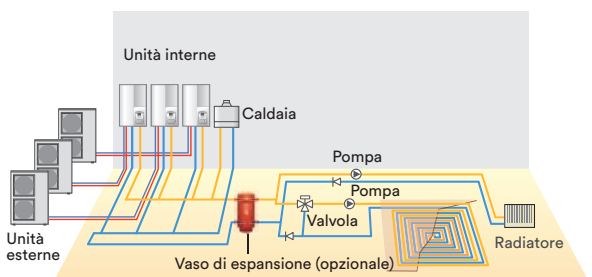 Unità interne
Caldaia
Pompa
Pompa
Valvola
Radiatore
Unità
esterne
Vaso di espansione (opzionale)